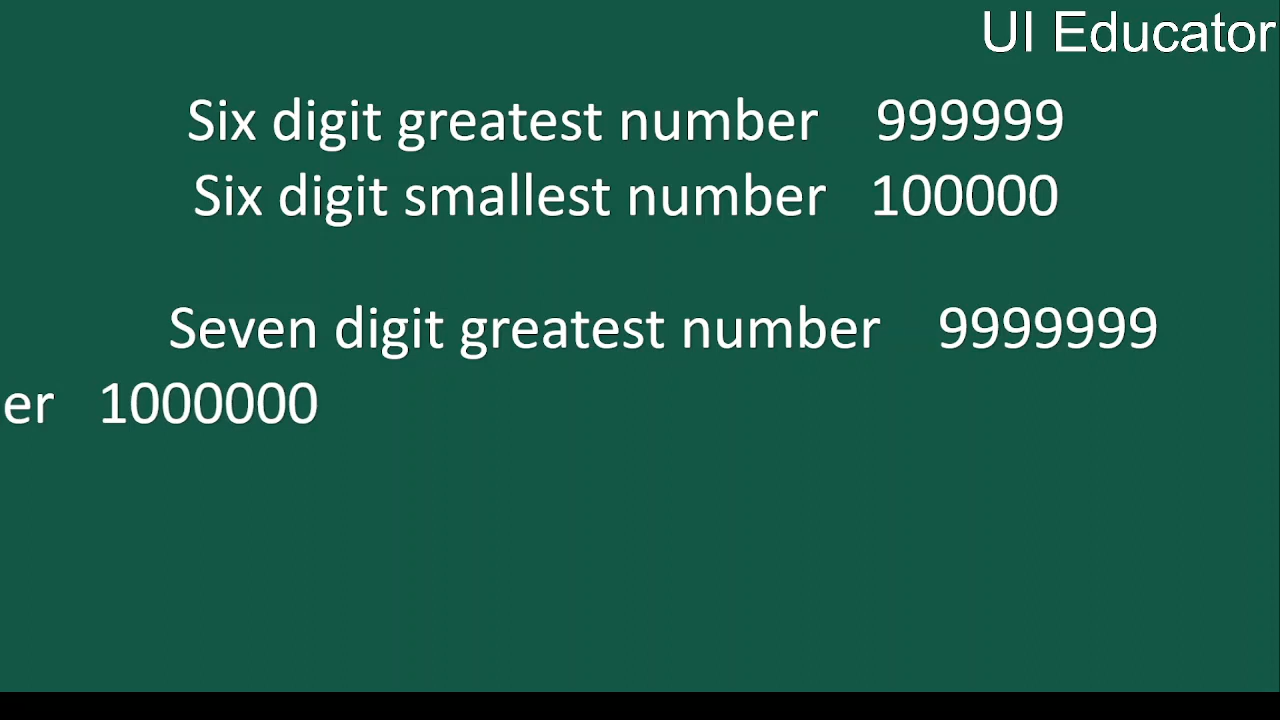 UI Educator
Six digit greatest number 999999
Six digit smallest number 100000
Seven digit greatest number 9999999
er 1000000